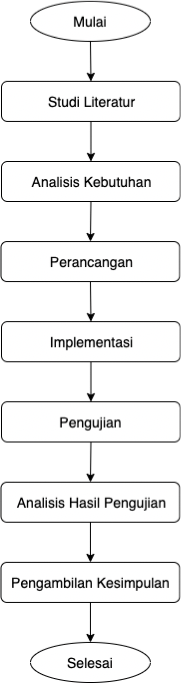 Mulai
Studi Literatur
Analisis Kebutuhan
Perancangan
Implementasi
Pengujian
Analisis Hasil Pengujian
Pengambilan Kesimpulan
Selesai